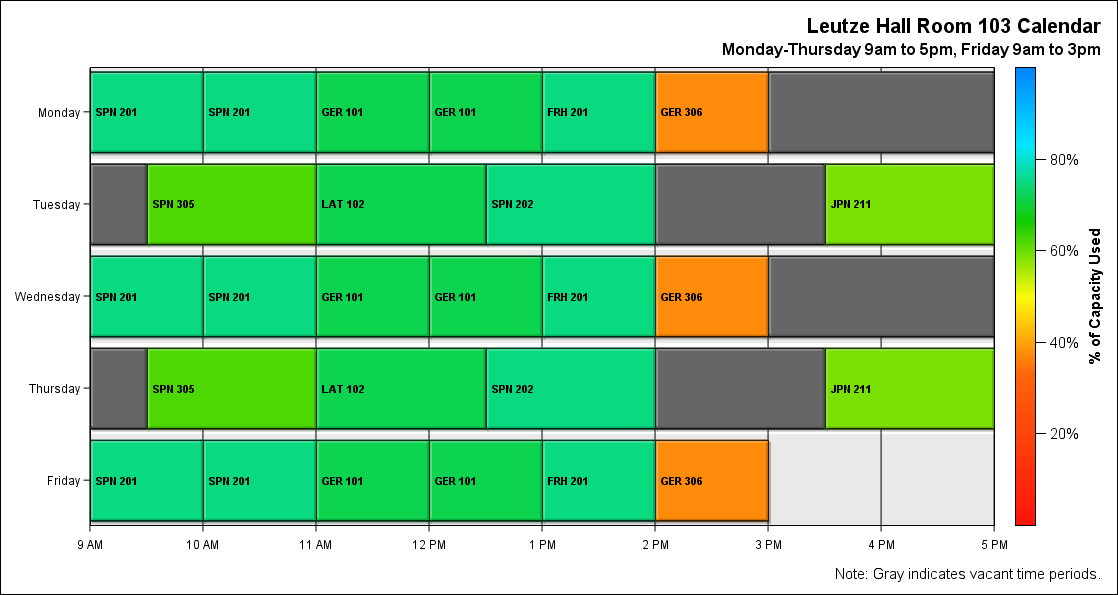 Leutze Hall Room 103 Calendar
Monday-Thursday 9am to 5pm, Friday 9am to 3pm
Monday
SPN 201
SPN 201
GER 101
GER 101
FRH 201
GER 306
Tuesday
SPN 305
LAT 102
SPN 202
JPN 211
Wednesday
SPN 201
SPN 201
GER 101
GER 101
FRH 201
GER 306
Thursday
SPN 305
LAT 102
SPN 202
JPN 211
Friday
SPN 201
SPN 201
GER 101
GER 101
FRH 201
GER 306
9 AM
10 AM
11 AM
12 PM
1 PM
2 PM
3 PM
4 PM
5 PM
80%
60%
40%
20%
% of Capacity Used
Note: Gray indicates vacant time periods.